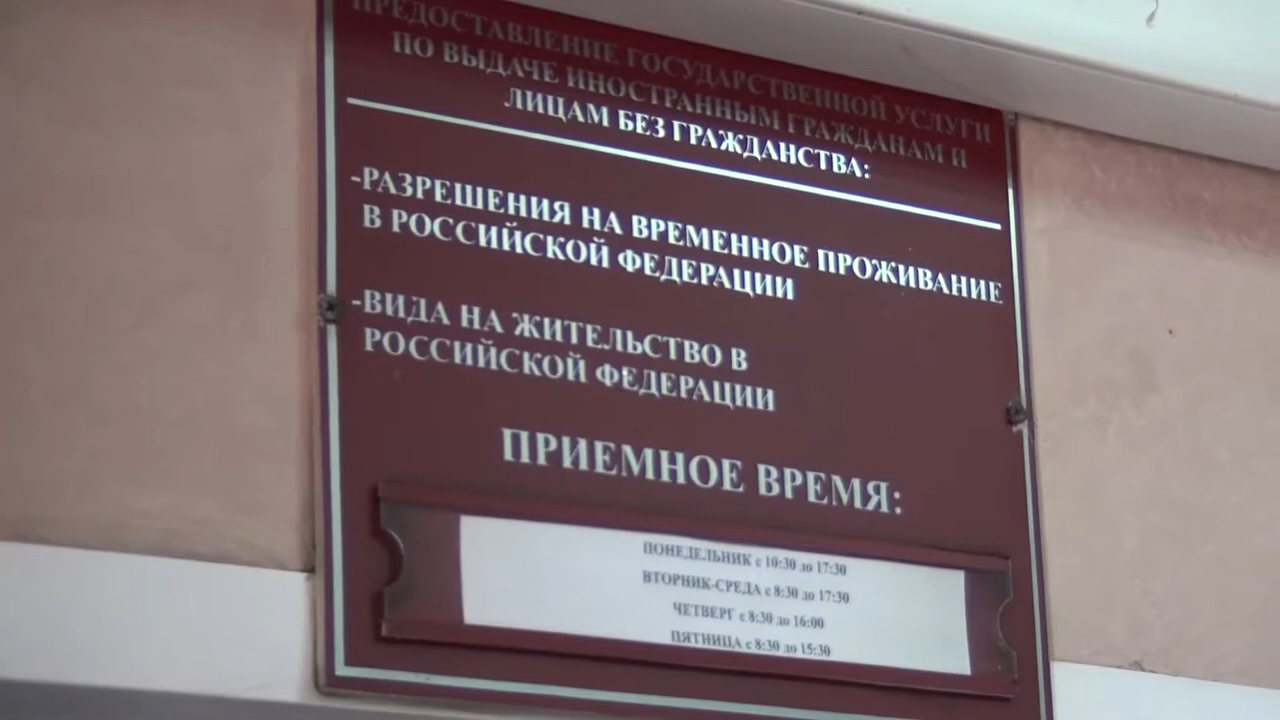 ПРЕДОСТАВЛЕНИЕ ГОСУДАРСТВЕННОЙ УСЛУГИ
ПО ВЫДАЧЕ ИНОСТРАННЫМ ГРАЖДАНАМ И
ЛИЦАМ БЕЗ ГРАЖДАНСТВА:
-РАЗРЕШЕНИЯ НА ВРЕМЕННОЕ ПРОЖИВАНИЕ
В РОССИЙСКОЙ ФЕДЕРАЦИИ
-ВИДА НА ЖИТЕЛЬСТВО В
РОССИЙСКОЙ ФЕДЕРАЦИИ
ПРИЕМНОЕ ВРЕМЯ:
ПОНЕДЕЛЬНИК с 10:30 до 17:30
ВТОРНИК-СРЕДА с 8:30 до 17:30
ЧЕТВЕРГ с 8:30 до 16:00
ПЯТНИЦА с 8:30 до 15:30